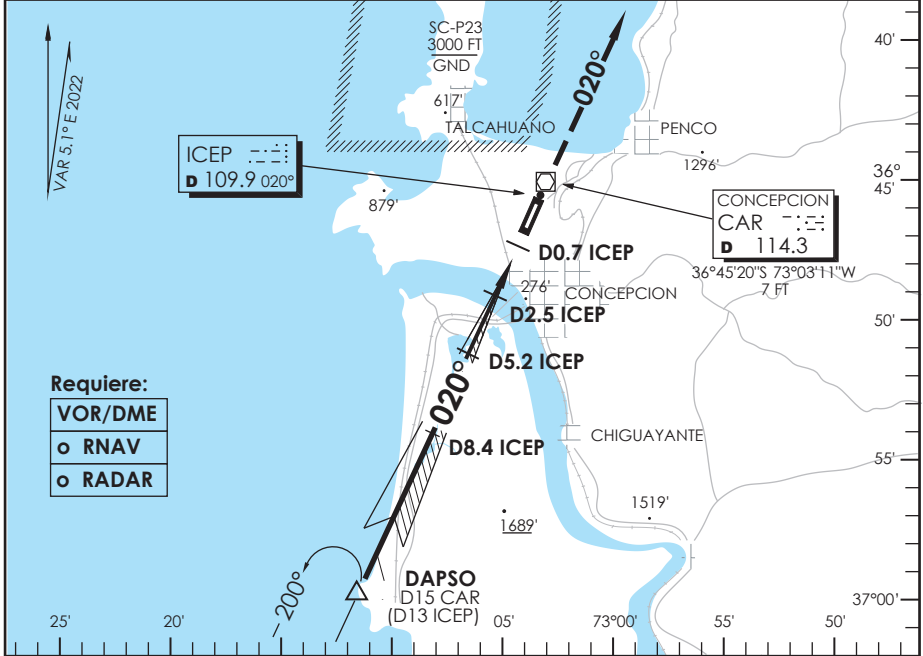 SC-P23
3000 FT
GND
617'
TALCAHUANO
020°
PENCO
1296'
40'
36°
45'
VAR 5.1° E 2022
ICEP
D 109.9 020°
879'
CONCEPCION
CAR
D 114.3
36°45'20"S 73°03'11"W
7 FT
D0.7 ICEP
276'
CONCEPCION
D2.5 ICEP
50'
D5.2 ICEP
020°
Requiere:
VOR/DME
o RNAV
o RADAR
D8.4 ICEP
CHIGUAYANTE
55'
1689'
1519'
200°
DAPSO
D15 CAR
(D13 ICEP)
37°00'
25'
20'
05'
73°00'
55'
50'